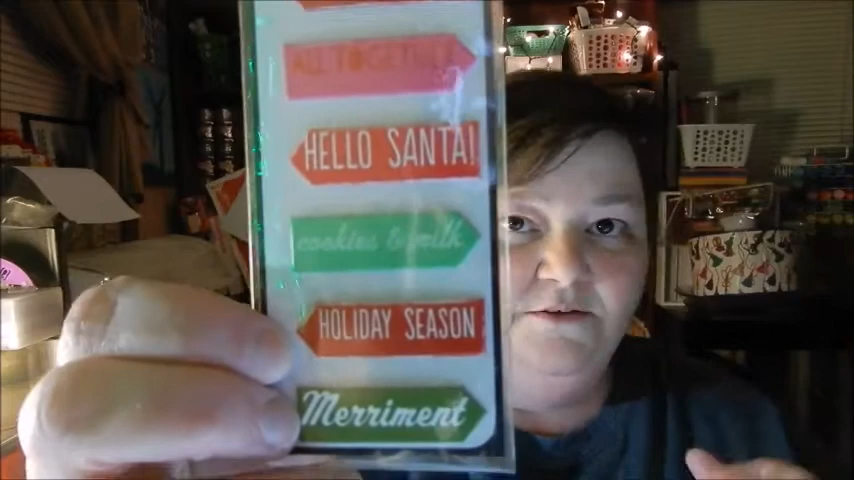 ALL TOGETHER
HELLO SANTA!
cookies & milk
HOLIDAY SEASON
Merriment